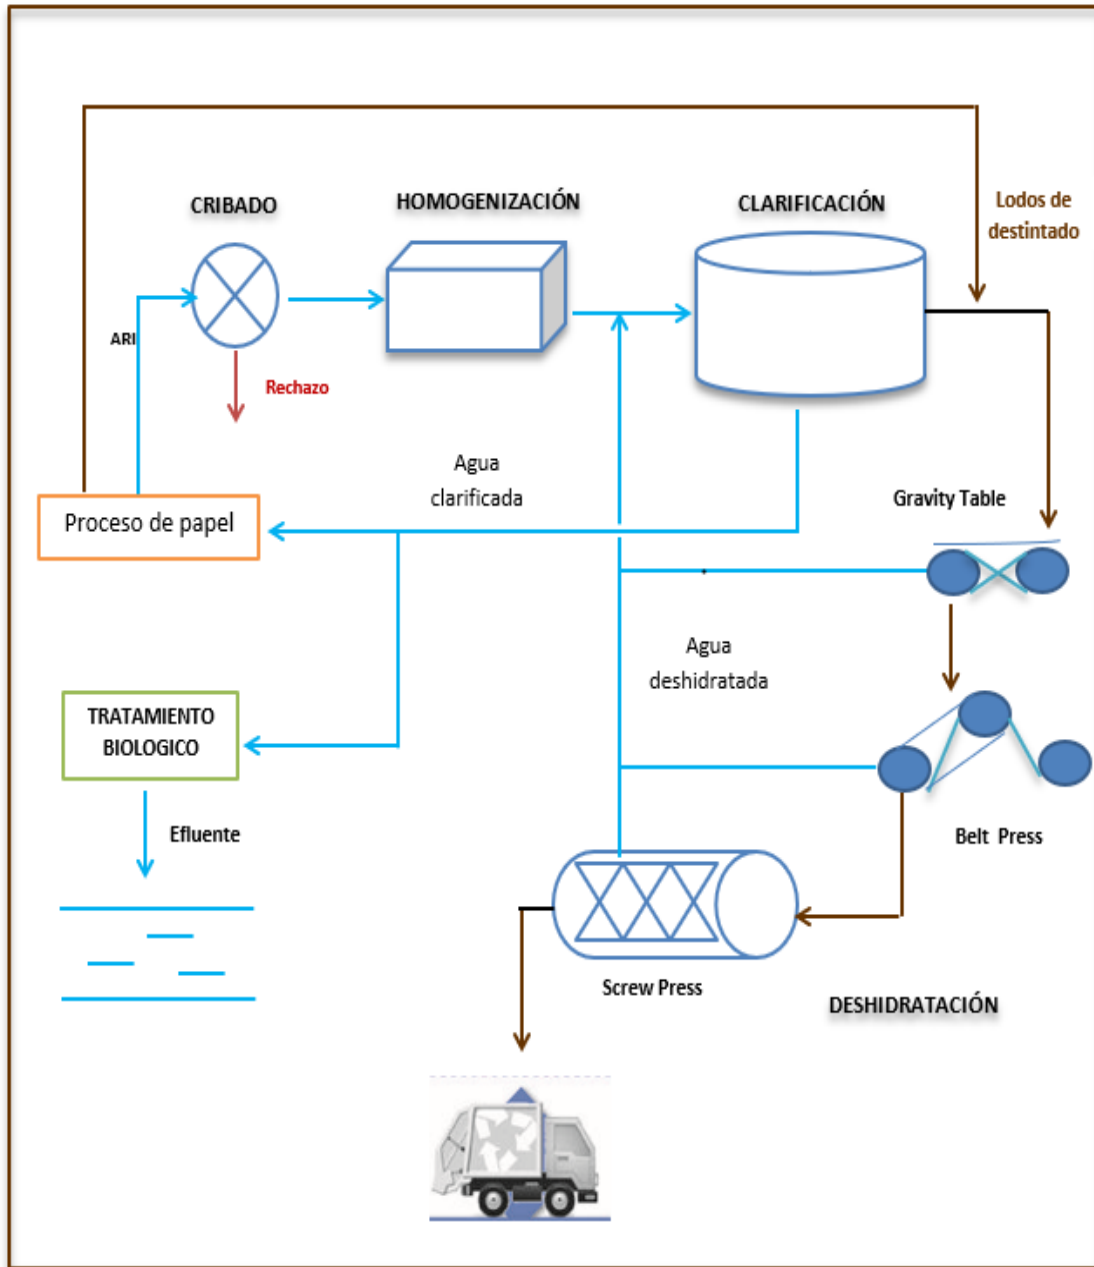 CRIBADO
HOMOGENIZACIÓN
CLARIFICACIÓN
Lodos de
destintado
ARI
Rechazo
Agua
clarificada
Gravity Table
Proceso de papel
Agua
deshidratada
TRATAMIENTO
BIOLOGICO
Efluente
Belt Press
Screw Press
DESHIDRATACIÓN